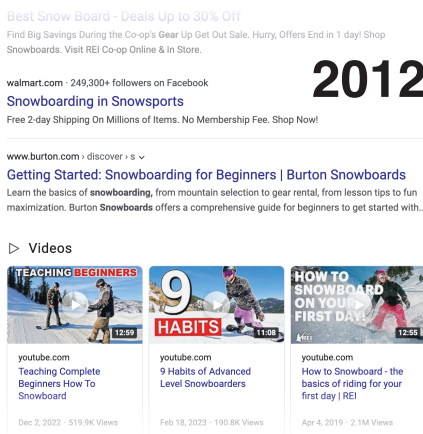 Best Snow Board - Deals Up to 30% Off
Find Big Savings During the Co-op's Gear Up Get Out Sale. Hurry, Offers End in 1 day! Shop
Snowboards. Visit REI Co-op Online & In Store.
2012
walmart.com · 249,300+ followers on Facebook
Snowboarding in Snowsports
Free 2-day Shipping On Millions of Items. No Membership Fee. Shop Now!
www.burton.com › discover › s
Getting Started: Snowboarding for Beginners | Burton Snowboards
Learn the basics of snowboarding, from mountain selection to gear rental, from lesson tips to fun
maximization. Burton Snowboards offers a comprehensive guide for beginners to get started with..
Videos
TEACHING BEGINNERS
12:59
9
HABITS
11:08
HOW TO
SNOWBOARD
ON YOUR
FIRST DAY!
REI
12:55
youtube.com
Teaching Complete
Beginners How To
Snowboard
Dec 2, 2022 · 519.9K Views
youtube.com
9 Habits of Advanced
Level Snowboarders
Feb 18, 2023 · 190.8K Views
youtube.com
How to Snowboard - the
basics of riding for your
first day | REI
Apr 4, 2019 · 2.1M Views